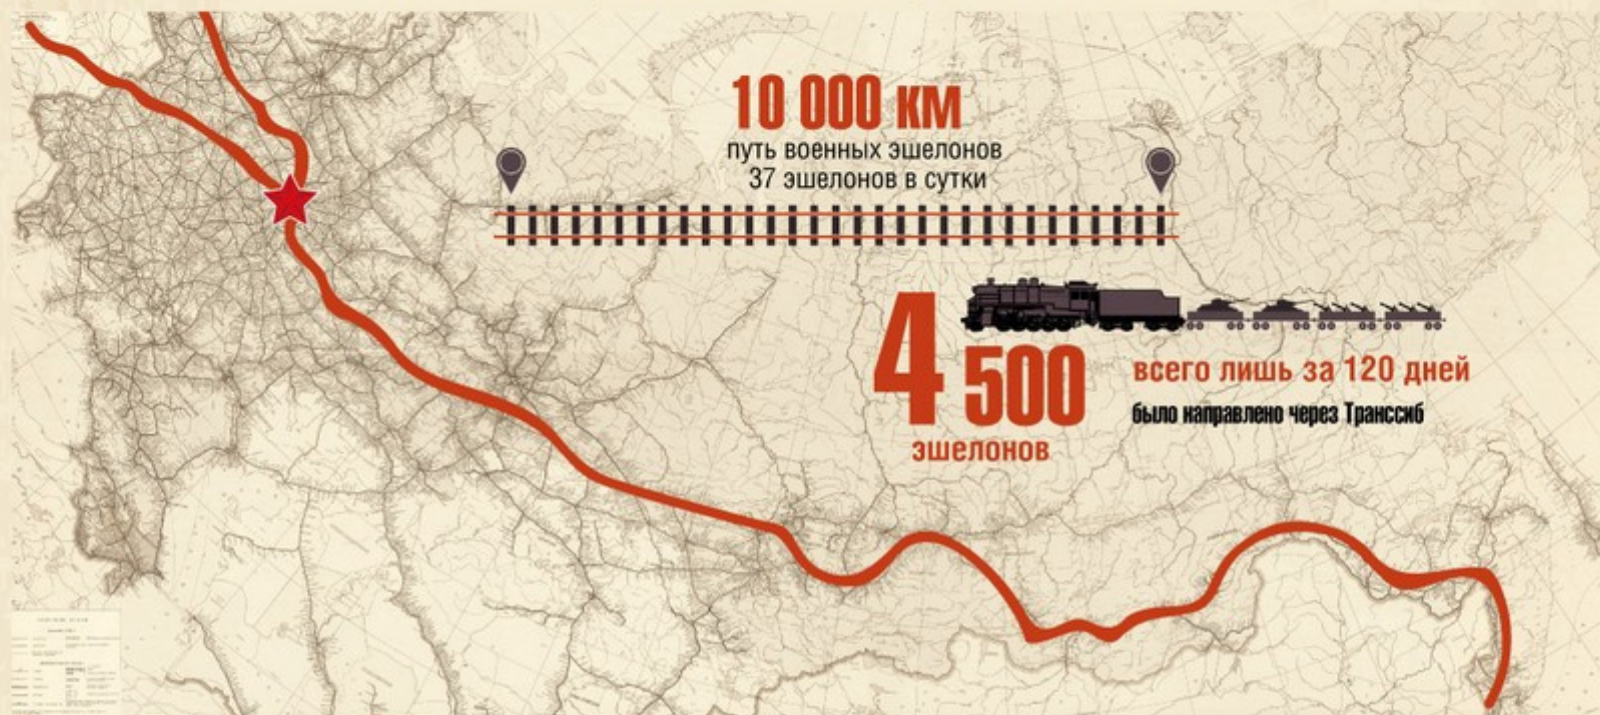 10 000 км
путь военных эшелонов
37 эшелонов в сутки
4 500
эшелонов
всего лишь за 120 дней
было направлено через Транссиб